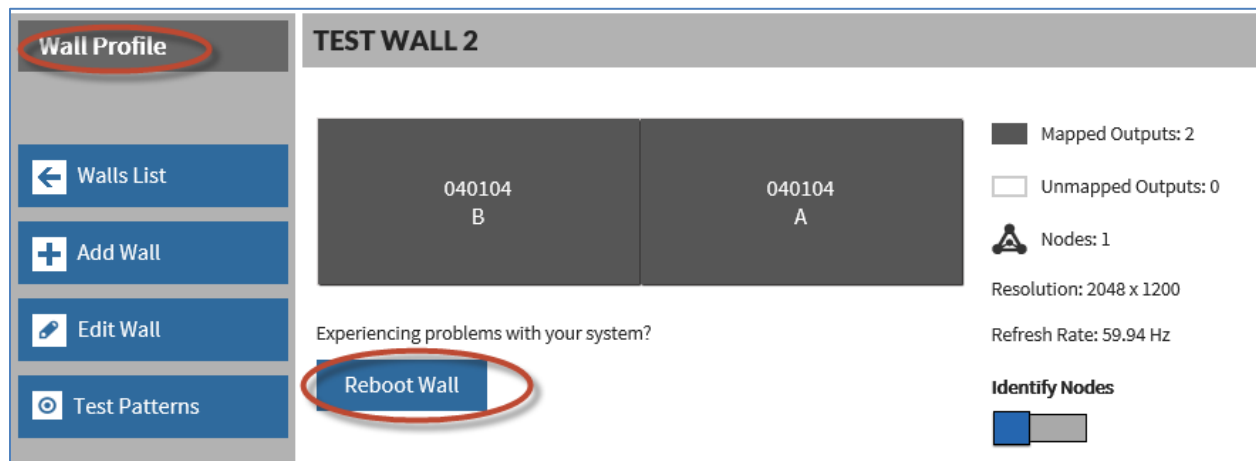 Wall Profile
Walls List
Add Wall
Edit Wall
Test Patterns
TEST WALL 2
040104
B
040104
A
Experiencing problems with your system?
Reboot Wall
Mapped Outputs: 2
Unmapped Outputs: 0
Nodes: 1
Resolution: 2048 x 1200
Refresh Rate: 59.94 Hz
Identify Nodes